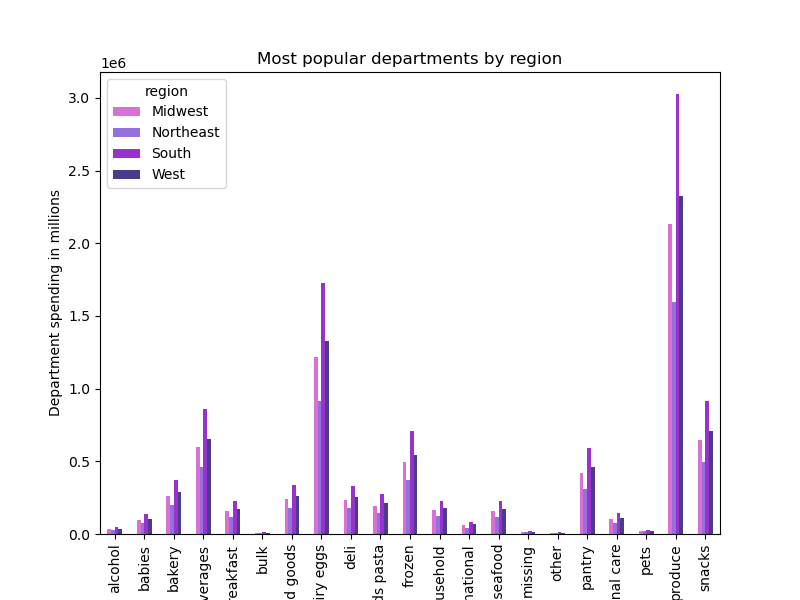 Most popular departments by region
1e6
region
Midwest
Northeast
South
West
3.0
2.5
2.0
1.5
1.0
0.5
0.0
Department spending in millions
alcohol
babies
bakery
verages
reakfast
bulk
d goods
iry eggs
deli
ds pasta
frozen
usehold
national
seafood
missing
other
pantry
nal care
pets
produce
snacks